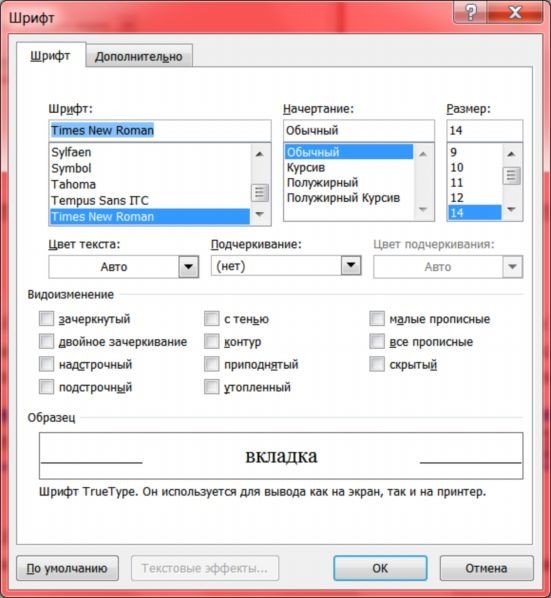 Шрифт
Шрифт Дополнительно
Шрифт: Начертание: Размер:
Times New Roman Обычный 14
Sylfaen Обычный 9
Symbol Курсив 10
Tahoma Полужирный 11
Tempus Sans ITC Полужирный Курсив 12
Times New Roman 14
Цвет текста: Подчеркивание: Цвет подчеркивания:
Авто (нет) Авто
Видоизменение
зачеркнутый с тенью малые прописные
двойное зачеркивание контур все прописные
надстрочный приподнятый скрытый
подстрочный утопленный
Образец
вкладка
Шрифт TrueType. Он используется для вывода как на экран, так и на принтер.
По умолчанию Текстовые эффекты... ОК Отмена